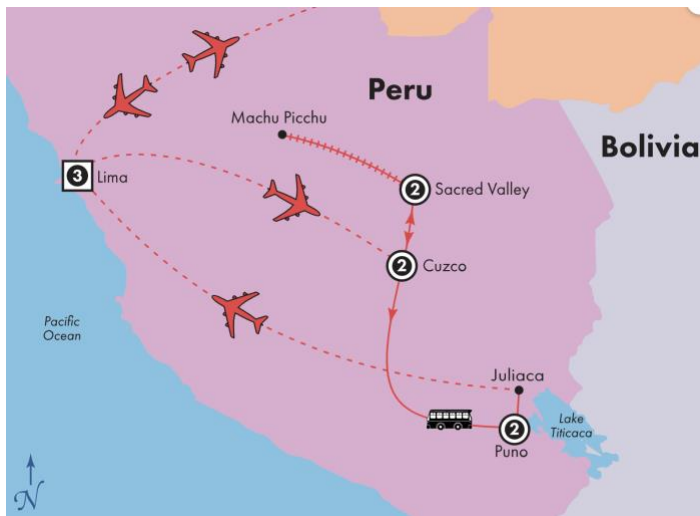 Peru
Machu Picchu
Bolivia
3 Lima
2 Sacred Valley
2 Cuzco
Pacific
Ocean
Juliaca
Lake
Titicaca
2
Puno
N